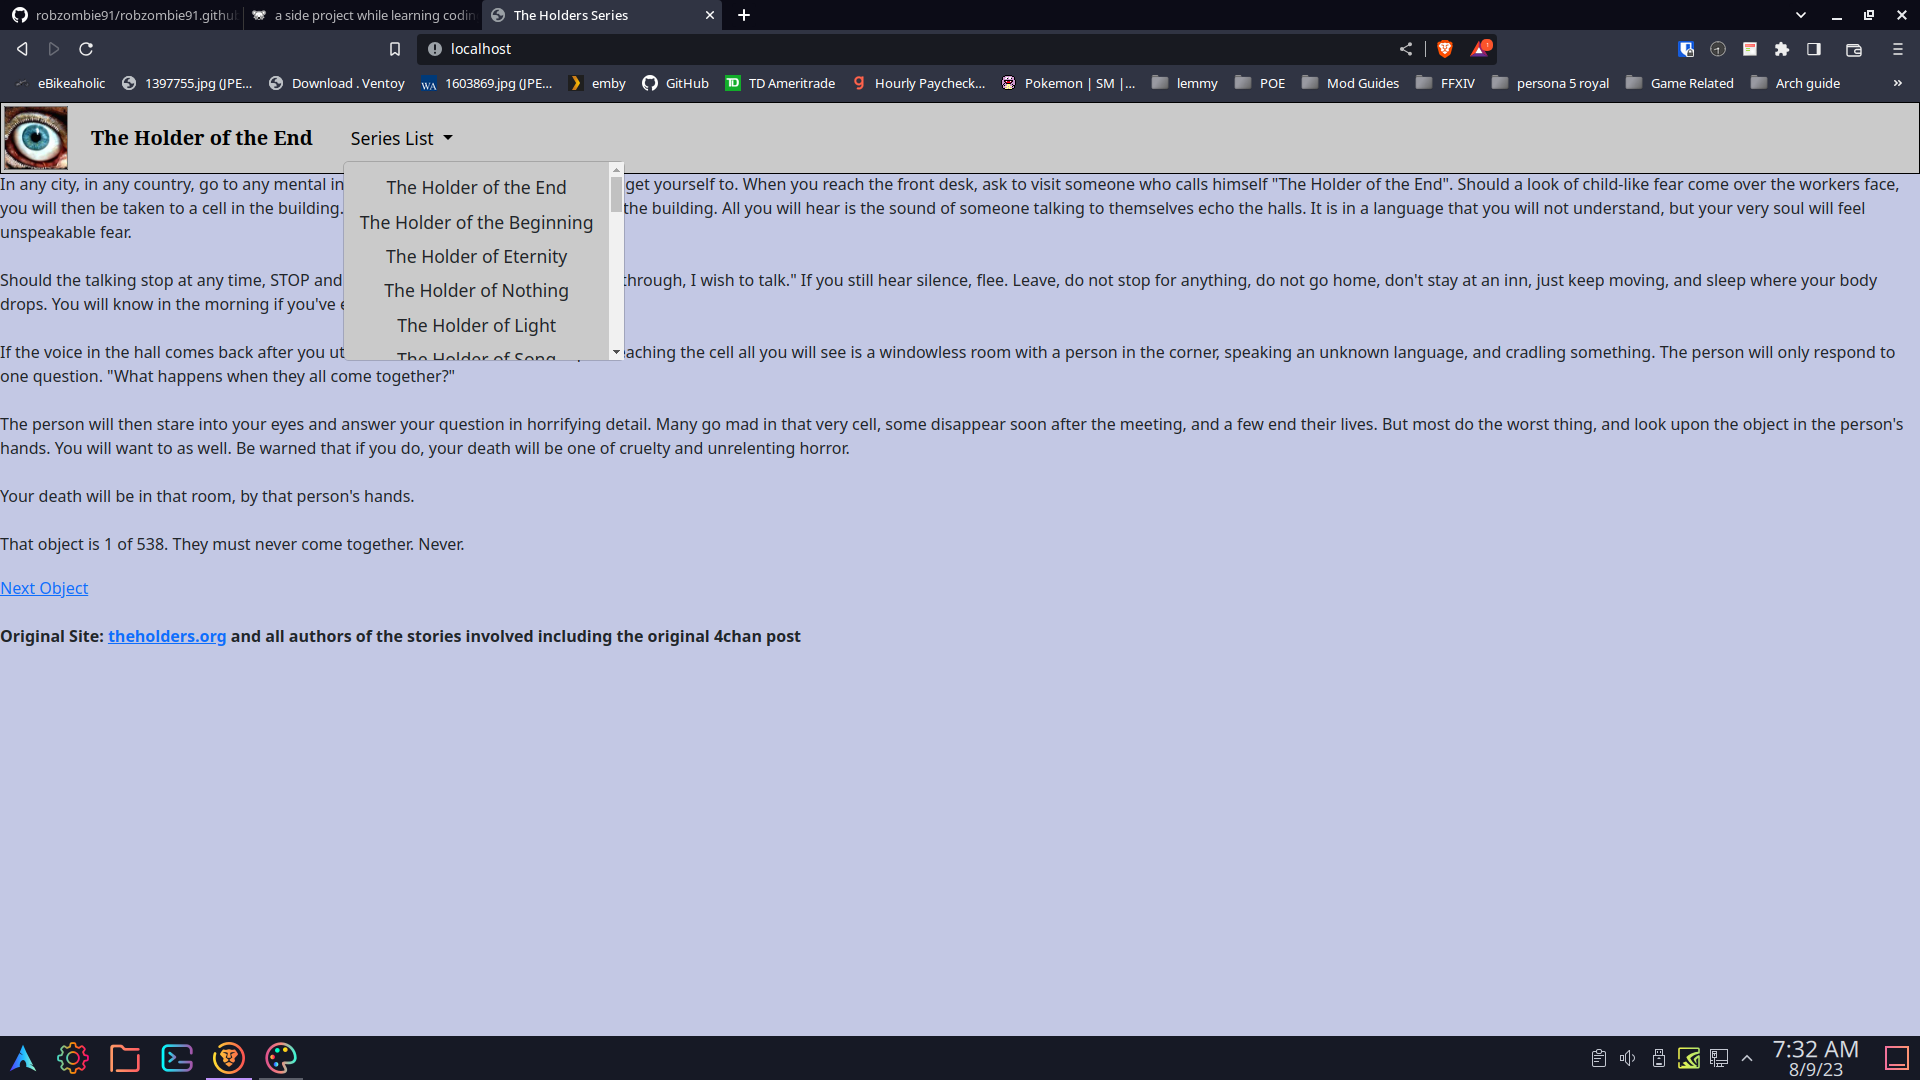 robzombie91/robzombie91.githu
a side project while learning codin
The Holders Series
localhost
eBikeaholic
1397755.jpg (JPE...
Download . Ventoy
WA
1603869.jpg (JPE...
emby
GitHub
TD
TD Ameritrade
Hourly Paycheck...
Pokemon | SM |...
lemmy
POE
Mod Guides
FFXIV
persona 5 royal
Game Related
Arch guide
»
The Holder of the End
Series List
The Holder of the End
The Holder of the Beginning
The Holder of Eternity
The Holder of Nothing
The Holder of Light
The Holder of Song
In any city, in any country, go to any mental in get yourself to. When you reach the front desk, ask to visit someone who calls himself "The Holder of the End". Should a look of child-like fear come over the workers face,
you will then be taken to a cell in the building. the building. All you will hear is the sound of someone talking to themselves echo the halls. It is in a language that you will not understand, but your very soul will feel
unspeakable fear.
Should the talking stop at any time, STOP and through, I wish to talk." If you still hear silence, flee. Leave, do not stop for anything, do not go home, don't stay at an inn, just keep moving, and sleep where your body
drops. You will know in the morning if you've e
If the voice in the hall comes back after you ut eaching the cell all you will see is a windowless room with a person in the corner, speaking an unknown language, and cradling something. The person will only respond to
one question. "What happens when they all come together?"
The person will then stare into your eyes and answer your question in horrifying detail. Many go mad in that very cell, some disappear soon after the meeting, and a few end their lives. But most do the worst thing, and look upon the object in the person's
hands. You will want to as well. Be warned that if you do, your death will be one of cruelty and unrelenting horror.
Your death will be in that room, by that person's hands.
That object is 1 of 538. They must never come together. Never.
Next Object
Original Site: theholders.org and all authors of the stories involved including the original 4chan post
7:32 AM
8/9/23